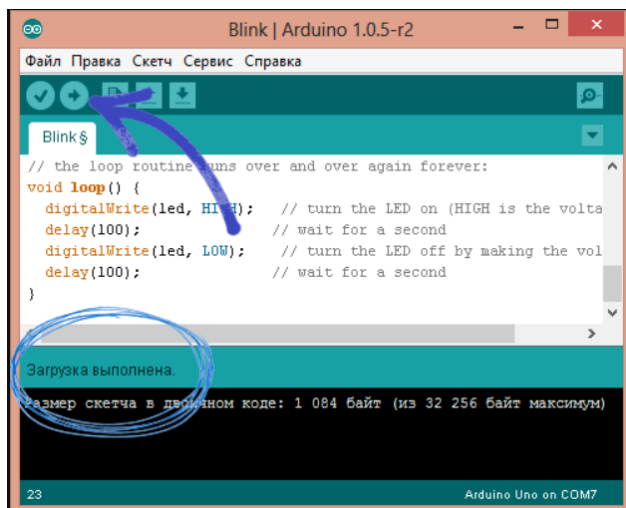 Blink | Arduino 1.0.5-r2
Файл Правка Скетч Сервис Справка
Blink §
// the loop routine runs over and over again forever:
void loop() {
digitalWrite(led, HIGH);   // turn the LED on (HIGH is the volta
delay(100);               // wait for a second
digitalWrite(led, LOW);    // turn the LED off by making the vol
delay(100);               // wait for a second
}
Загрузка выполнена.
Размер скетча в двоичном коде: 1 084 байт (из 32 256 байт максимум)
23
Arduino Uno on COM7